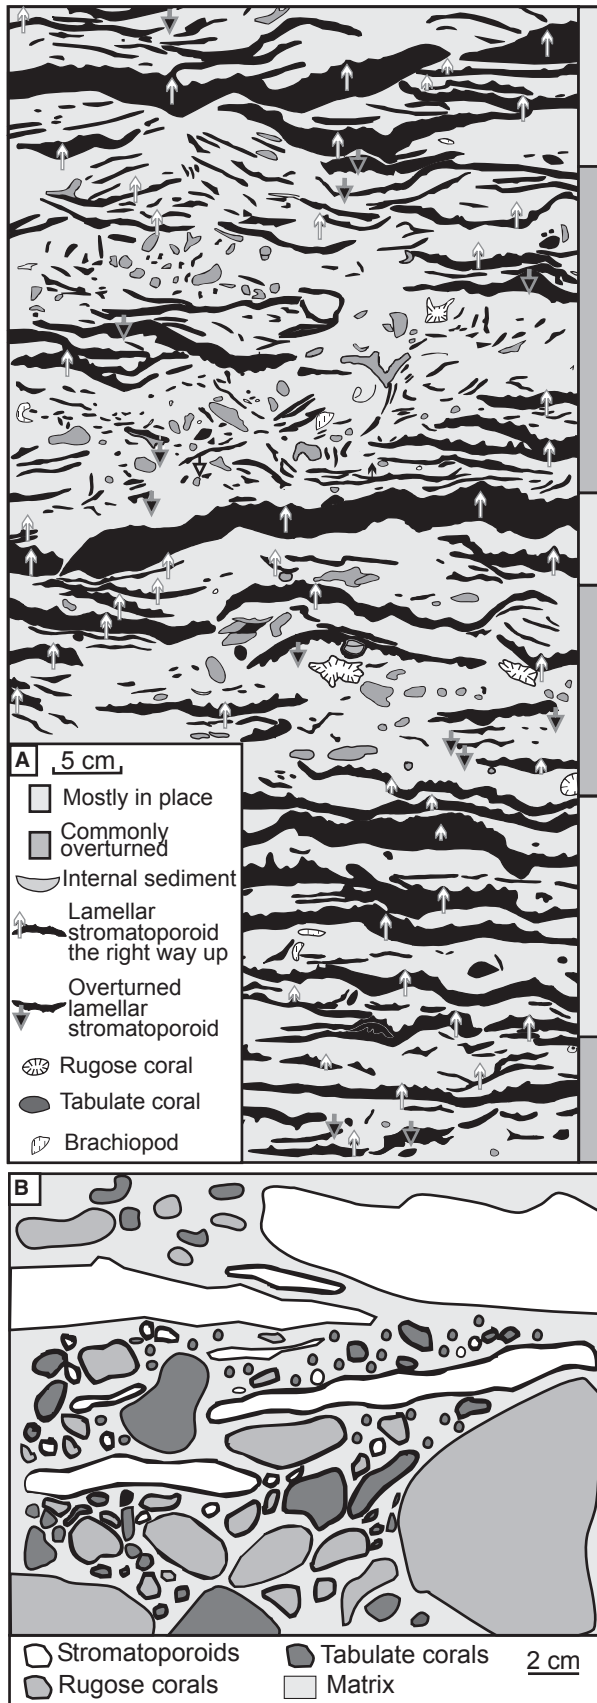 A
5 cm
Mostly in place
Commonly
overturned
Internal sediment
Lamellar
stromatoporoid
the right way up
Overturned
lamellar
stromatoporoid
Rugose coral
Tabulate coral
Brachiopod
B
Stromatoporoids
Tabulate corals
2 cm
Rugose corals
Matrix